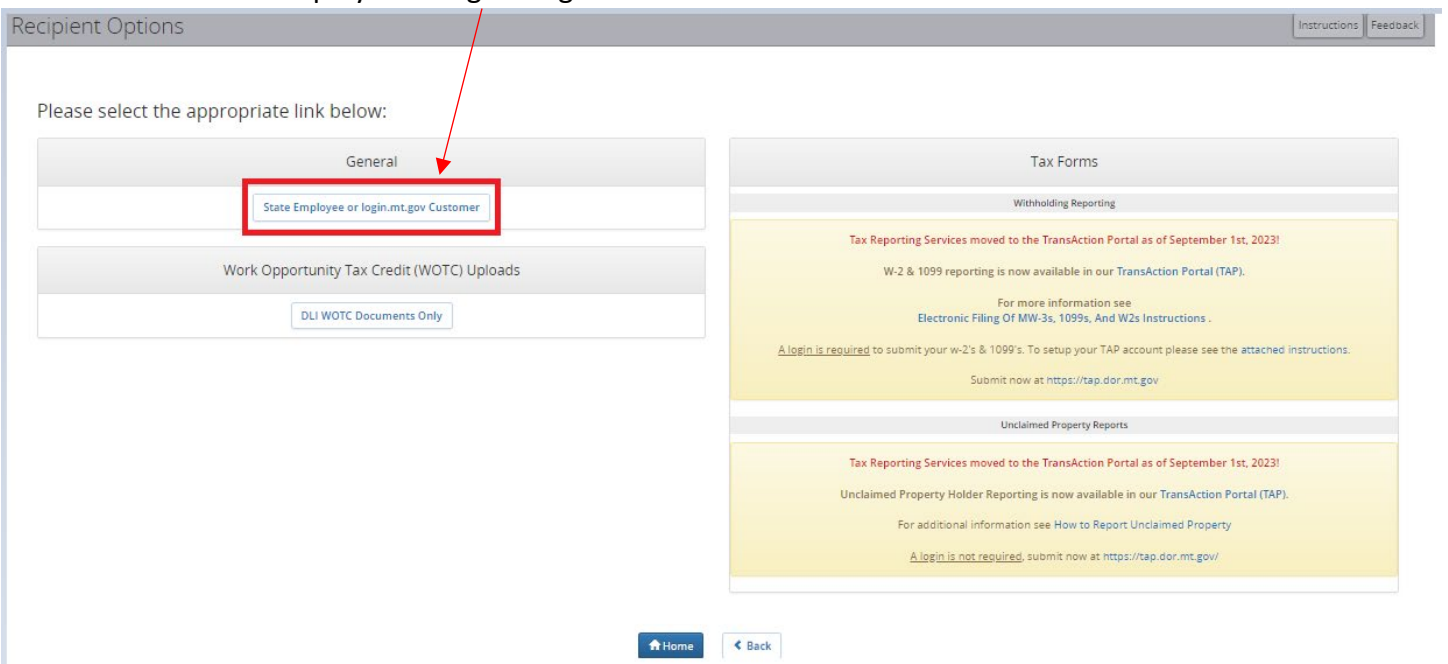 Recipient Options
Instructions
Feedback
Please select the appropriate link below:
General
State Employee or login.mt.gov Customer
Work Opportunity Tax Credit (WOTC) Uploads
DLI WOTC Documents Only
Tax Forms
Withholding Reporting
Tax Reporting Services moved to the TransAction Portal as of September 1st, 2023!
W-2 & 1099 reporting is now available in our TransAction Portal (TAP).
For more information see
Electronic Filing Of MW-3s, 1099s, And W2s Instructions .
A login is required to submit your w-2's & 1099's. To setup your TAP account please see the attached instructions.
Submit now at https://tap.dor.mt.gov
Unclaimed Property Reports
Tax Reporting Services moved to the TransAction Portal as of September 1st, 2023!
Unclaimed Property Holder Reporting is now available in our TransAction Portal (TAP).
For additional information see How to Report Unclaimed Property
A login is not required, submit now at https://tap.dor.mt.gov/
Home
Back